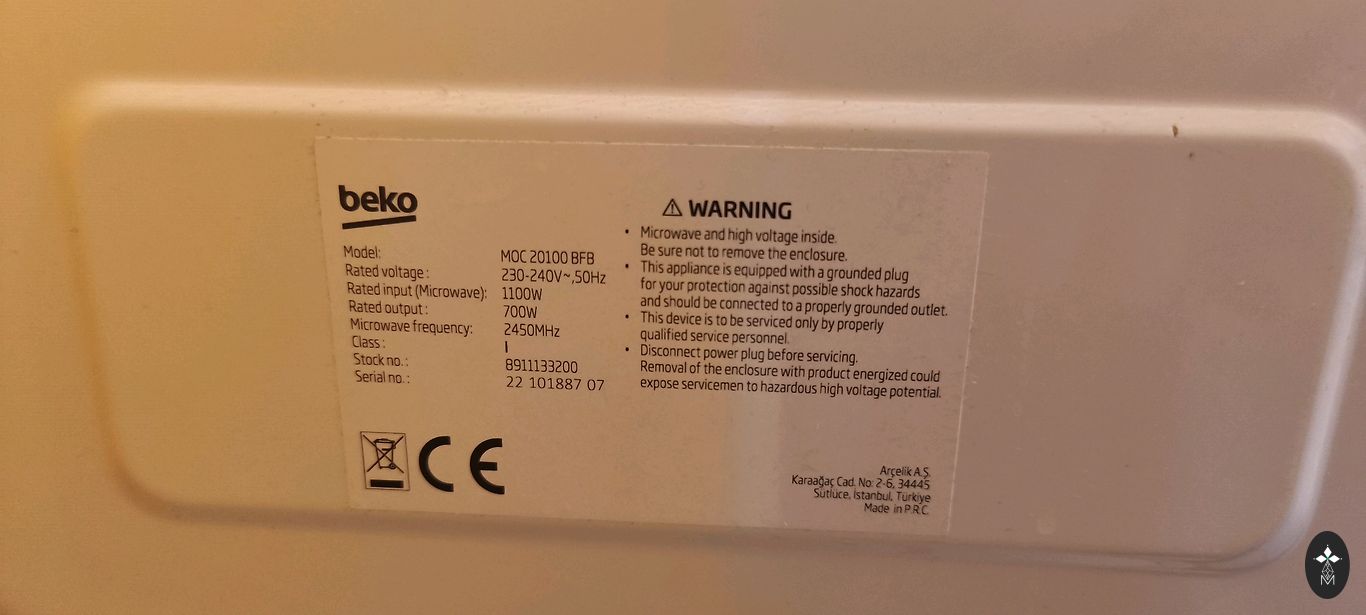 beko
Model: MOC 20100 BFB
Rated voltage : 230-240V~,50Hz
Rated input (Microwave): 1100W
Rated output : 700W
Microwave frequency: 2450MHz
Class : I
Stock no. : 8911133200
Serial no. : 22 101887 07
CE
⚠ WARNING
• Microwave and high voltage inside.
Be sure not to remove the enclosure.
• This appliance is equipped with a grounded plug
for your protection against possible shock hazards
and should be connected to a properly grounded outlet.
• This device is to be serviced only by properly
qualified service personnel.
• Disconnect power plug before servicing.
Removal of the enclosure with product energized could
expose servicemen to hazardous high voltage potential.
Arçelik A.Ş.
Karaağaç Cad. No: 2-6, 34445
Sütlüce, İstanbul, Türkiye
Made in P.R.C.
M